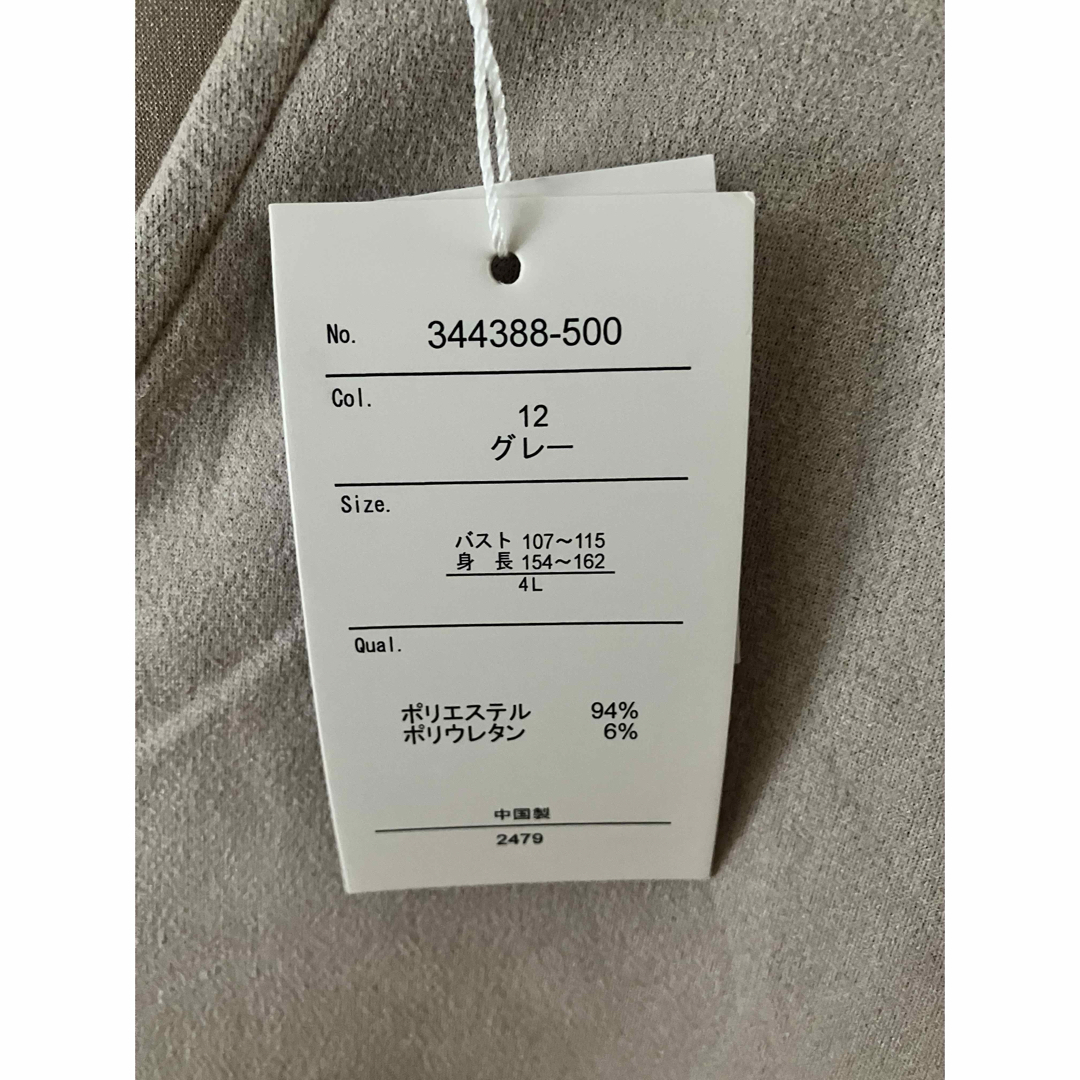 No. 344388-500
Col.
12
グレー
Size.
バスト 107～115
身 長 154～162
4L
Qual.
ポリエステル 94%
ポリウレタン 6%
中国製
2479